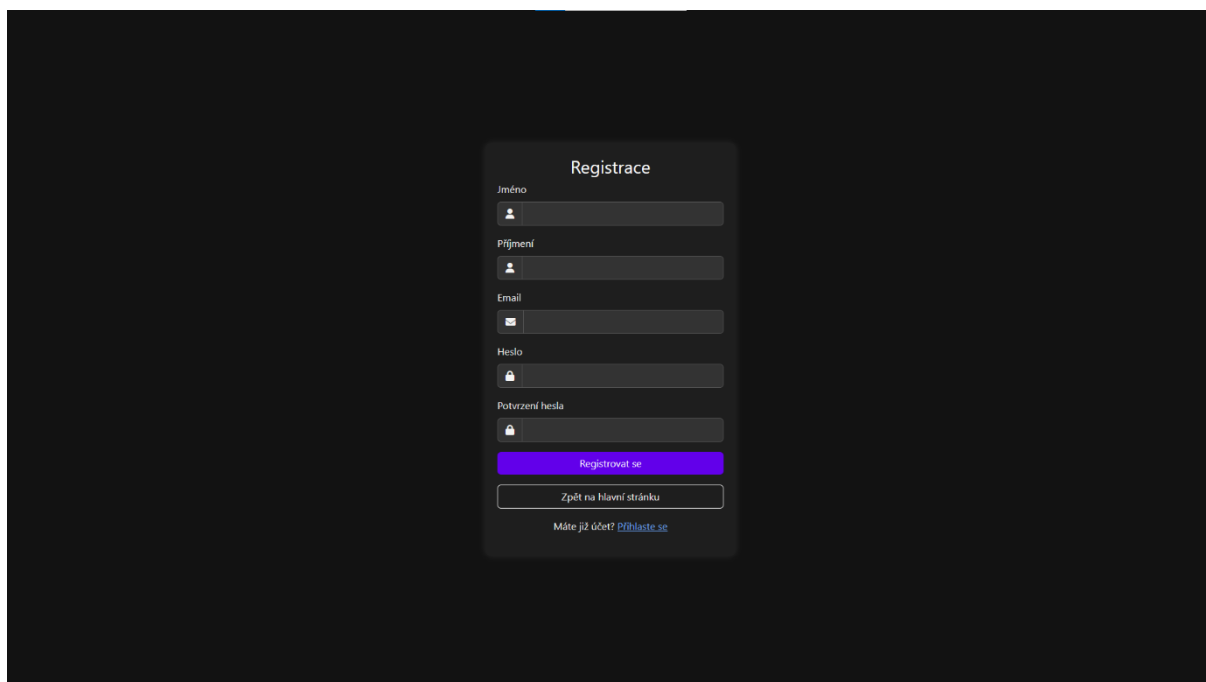 Registrace
Jméno
Příjmení
Email
Heslo
Potvrzení hesla
Registrovat se
Zpět na hlavní stránku
Máte již účet? Přihlaste se